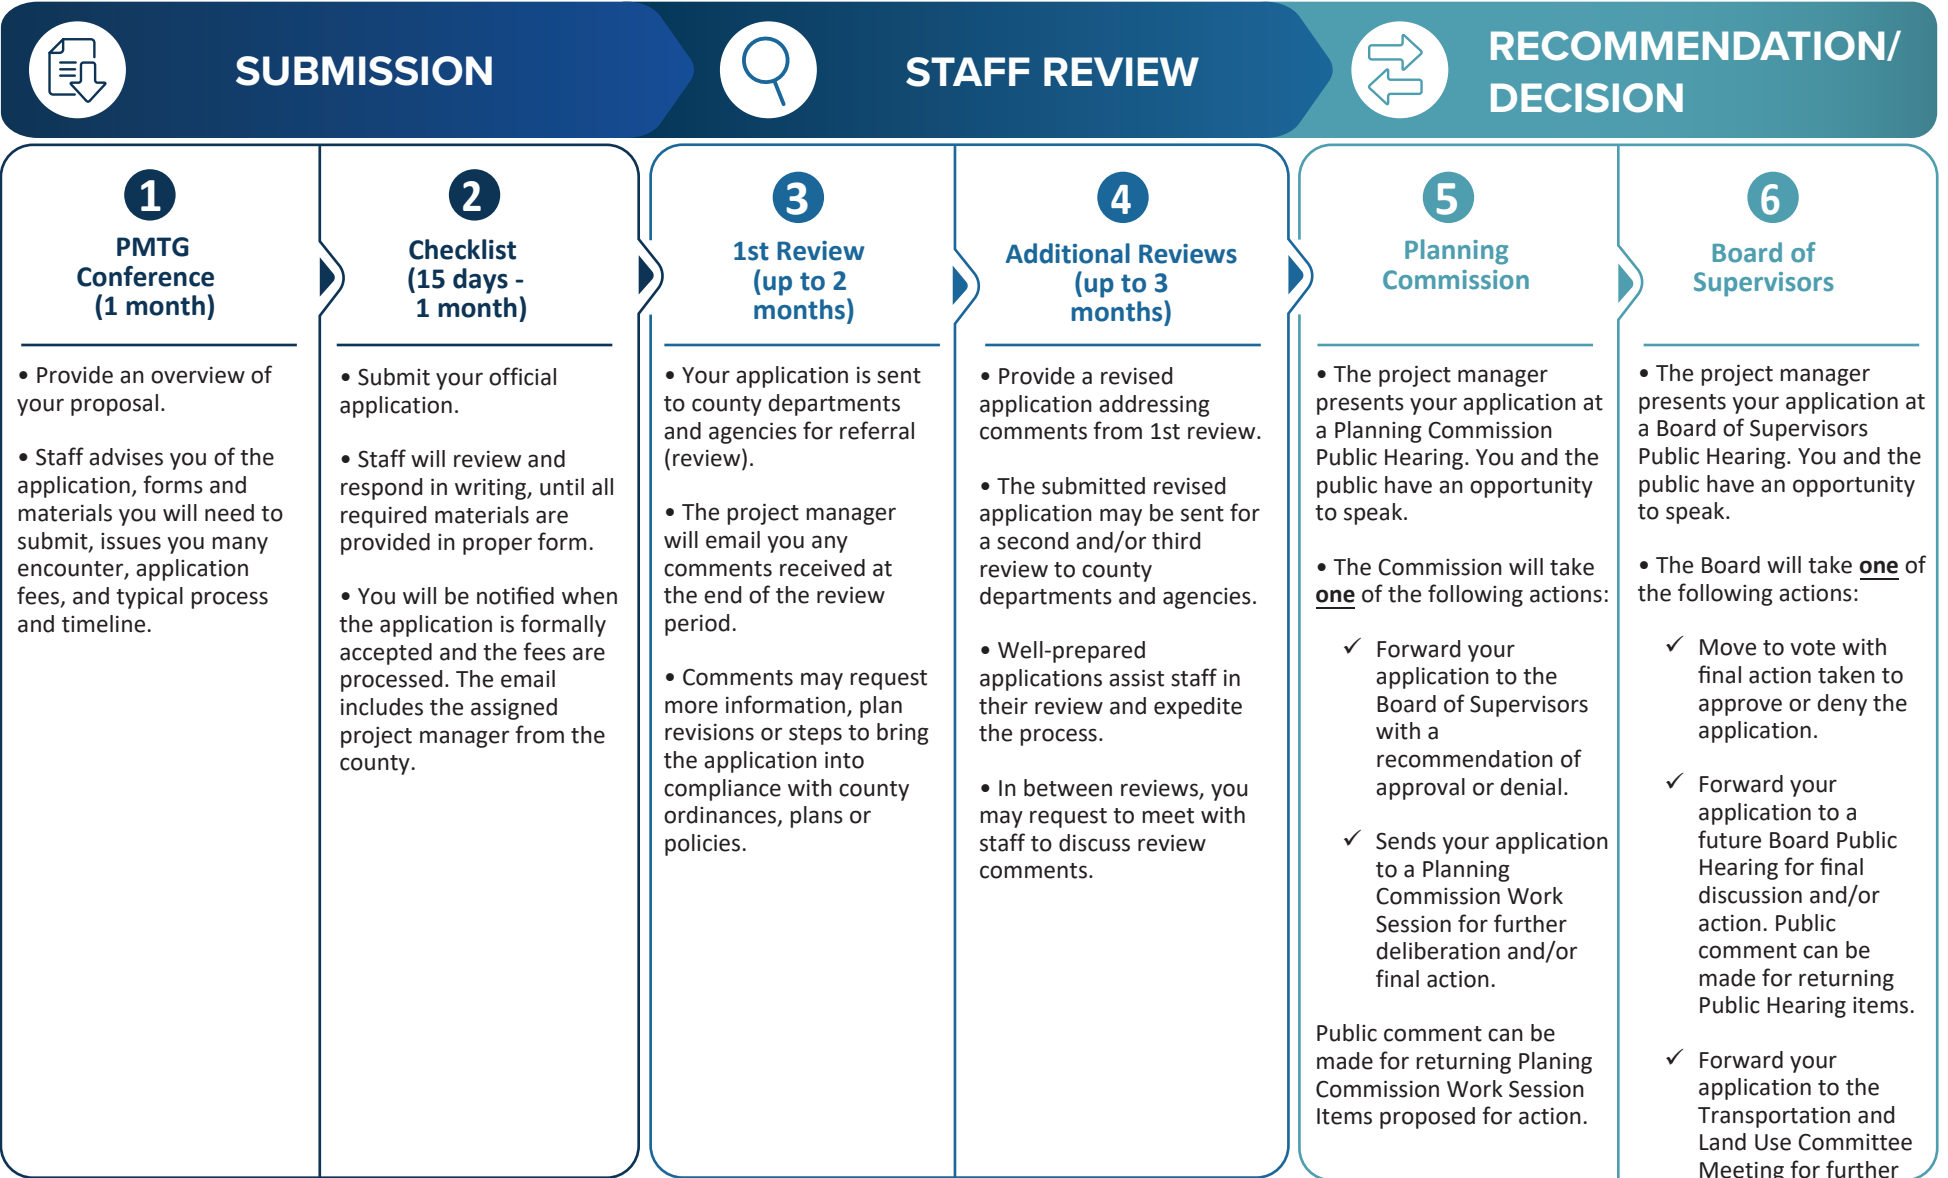 SUBMISSION
STAFF REVIEW
RECOMMENDATION/
DECISION
1
PMTG
Conference
(1 month)
• Provide an overview of
your proposal.
• Staff advises you of the
application, forms and
materials you will need to
submit, issues you many
encounter, application
fees, and typical process
and timeline.
2
Checklist
(15 days -
1 month)
• Submit your official
application.
• Staff will review and
respond in writing, until all
required materials are
provided in proper form.
• You will be notified when
the application is formally
accepted and the fees are
processed. The email
includes the assigned
project manager from the
county.
3
1st Review
(up to 2
months)
• Your application is sent
to county departments
and agencies for referral
(review).
• The project manager
will email you any
comments received at
the end of the review
period.
• Comments may request
more information, plan
revisions or steps to bring
the application into
compliance with county
ordinances, plans or
policies.
4
Additional Reviews
(up to 3
months)
• Provide a revised
application addressing
comments from 1st review.
• The submitted revised
application may be sent for
a second and/or third
review to county
departments and agencies.
• Well-prepared
applications assist staff in
their review and expedite
the process.
• In between reviews, you
may request to meet with
staff to discuss review
comments.
5
Planning
Commission
• The project manager
presents your application at
a Planning Commission
Public Hearing. You and the
public have an opportunity
to speak.
• The Commission will take
one of the following actions:
✓ Forward your
application to the
Board of Supervisors
with a
recommendation of
approval or denial.
✓ Sends your application
to a Planning
Commission Work
Session for further
deliberation and/or
final action.
Public comment can be
made for returning Planing
Commission Work Session
Items proposed for action.
6
Board of
Supervisors
• The project manager
presents your application at
a Board of Supervisors
Public Hearing. You and the
public have an opportunity
to speak.
• The Board will take one of
the following actions:
✓ Move to vote with
final action taken to
approve or deny the
application.
✓ Forward your
application to a
future Board Public
Hearing for final
discussion and/or
action. Public
comment can be
made for returning
Public Hearing items.
✓ Forward your
application to the
Transportation and
Land Use Committee
Meeting for further